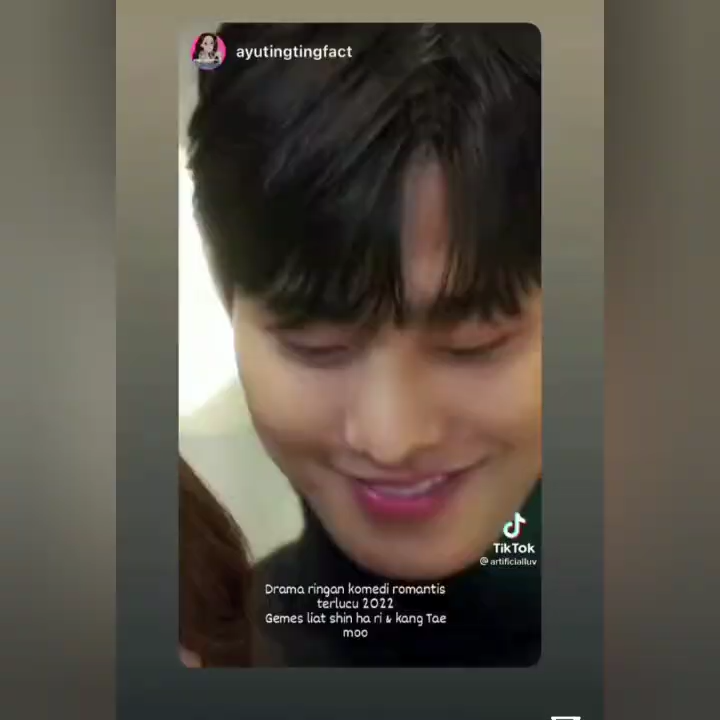 ayutingtingfact
TikTok
@artificialluv
Drama ringan komedi romantis
terlucu 2022
Gemes liat shin ha ri & kang Tae
moo